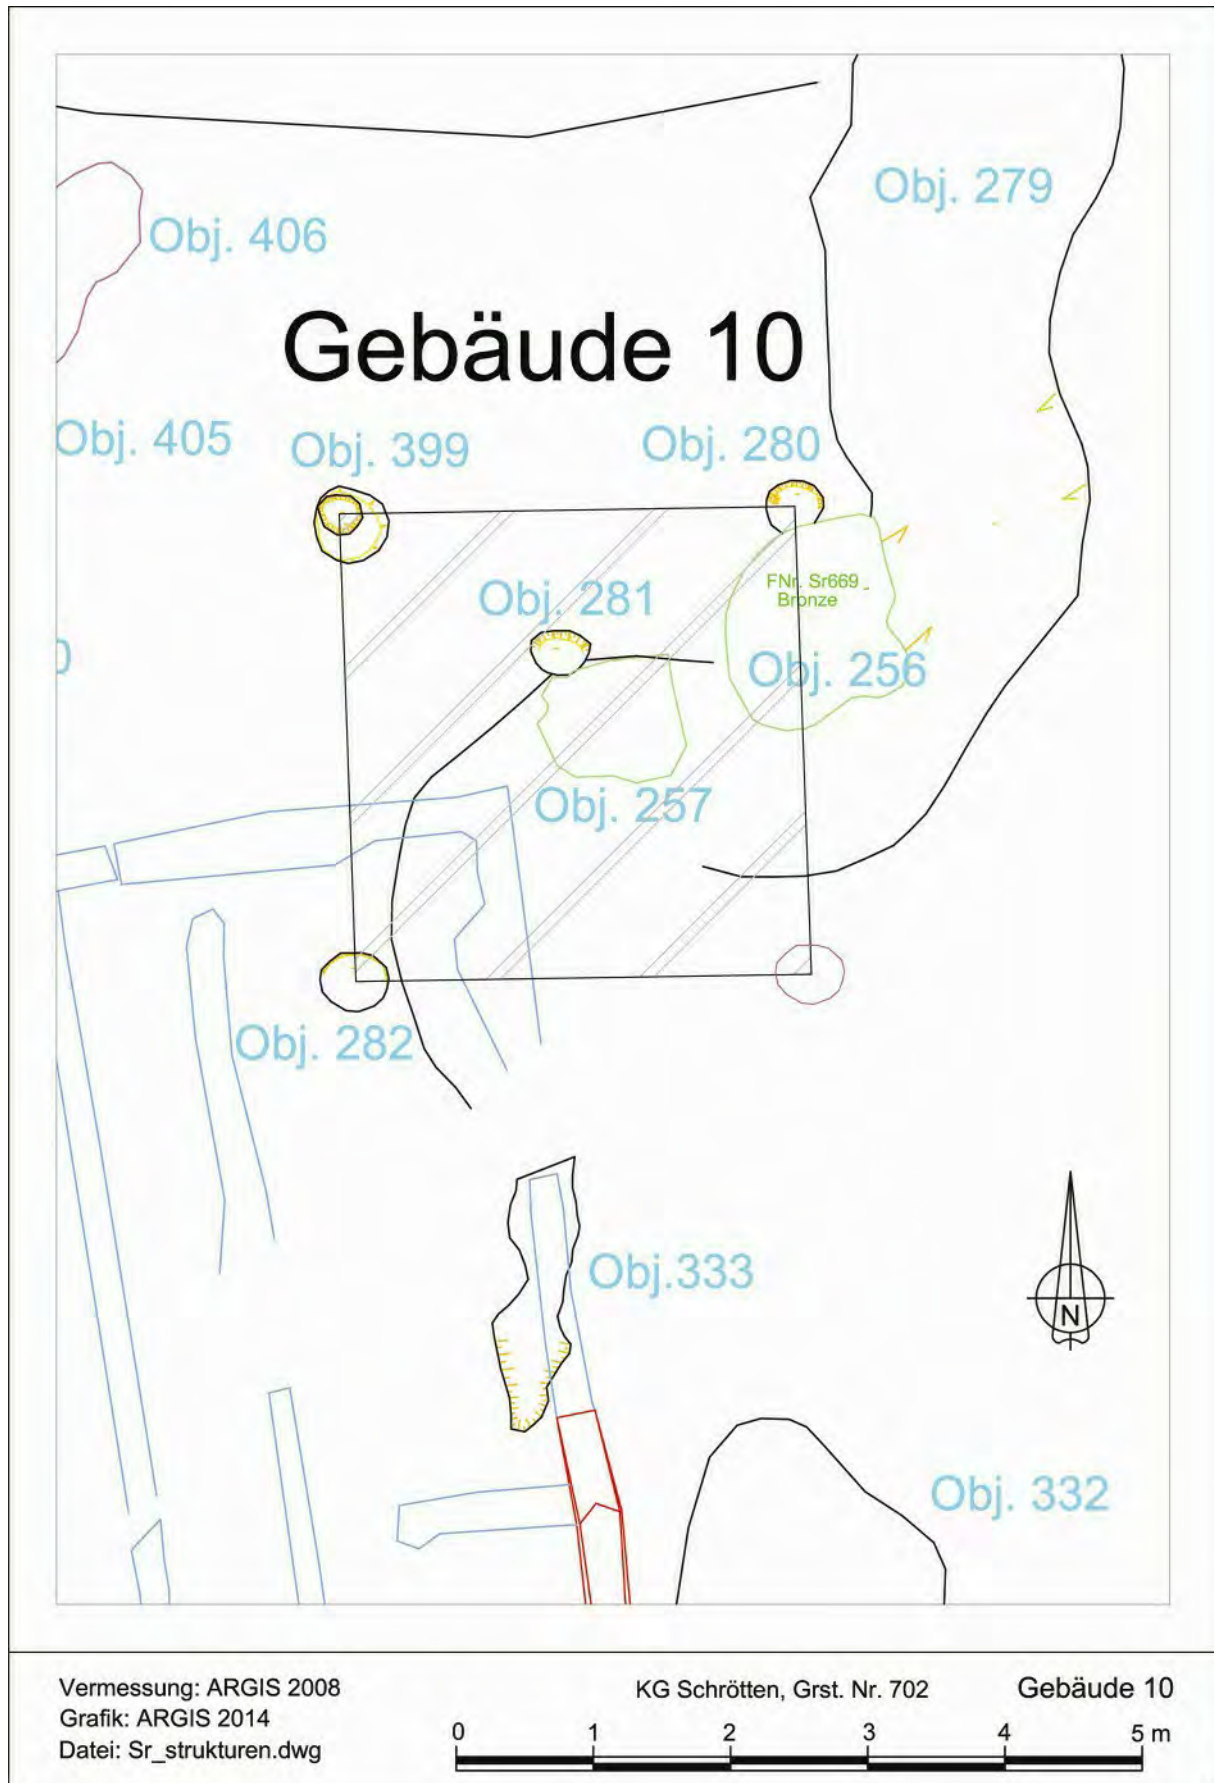 Obj. 279
Obj. 406
Gebäude 10
Obj. 405
Obj. 399
Obj. 280
FNr. Sr669
Bronze
Obj. 281
0
Obj. 256
Obj. 257
Obj. 282
Obj.333
N
Obj. 332
Vermessung: ARGIS 2008
Grafik: ARGIS 2014
Datei: Sr_strukturen.dwg
KG Schrötten, Grst. Nr. 702
Gebäude 10
0 1 2 3 4 5 m